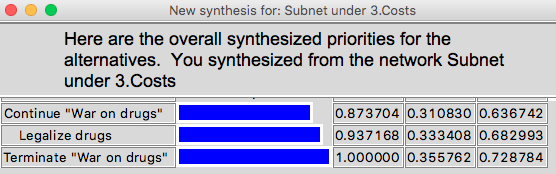 New synthesis for: Subnet under 3.Costs
Here are the overall synthesized priorities for the
alternatives. You synthesized from the network Subnet
under 3.Costs
Continue "War on drugs" 0.873704 0.310830 0.636742
Legalize drugs 0.937168 0.333408 0.682993
Terminate "War on drugs" 1.000000 0.355762 0.728784